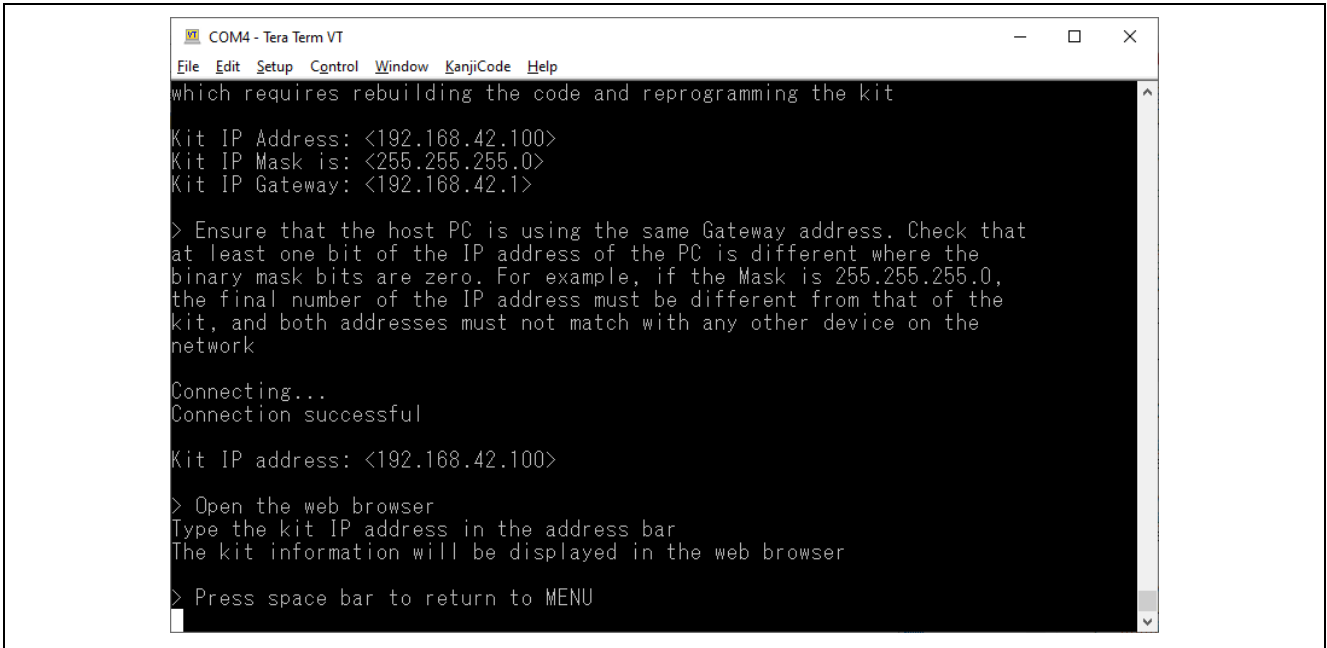 COM4 - Tera Term VT
File Edit Setup Control Window KanjiCode Help
which requires rebuilding the code and reprogramming the kit
Kit IP Address: <192.168.42.100>
Kit IP Mask is: <255.255.255.0>
Kit IP Gateway: <192.168.42.1>
> Ensure that the host PC is using the same Gateway address. Check that
at least one bit of the IP address of the PC is different where the
binary mask bits are zero. For example, if the Mask is 255.255.255.0,
the final number of the IP address must be different from that of the
kit, and both addresses must not match with any other device on the
network
Connecting...
Connection successful
Kit IP address: <192.168.42.100>
> Open the web browser
Type the kit IP address in the address bar
The kit information will be displayed in the web browser
> Press space bar to return to MENU